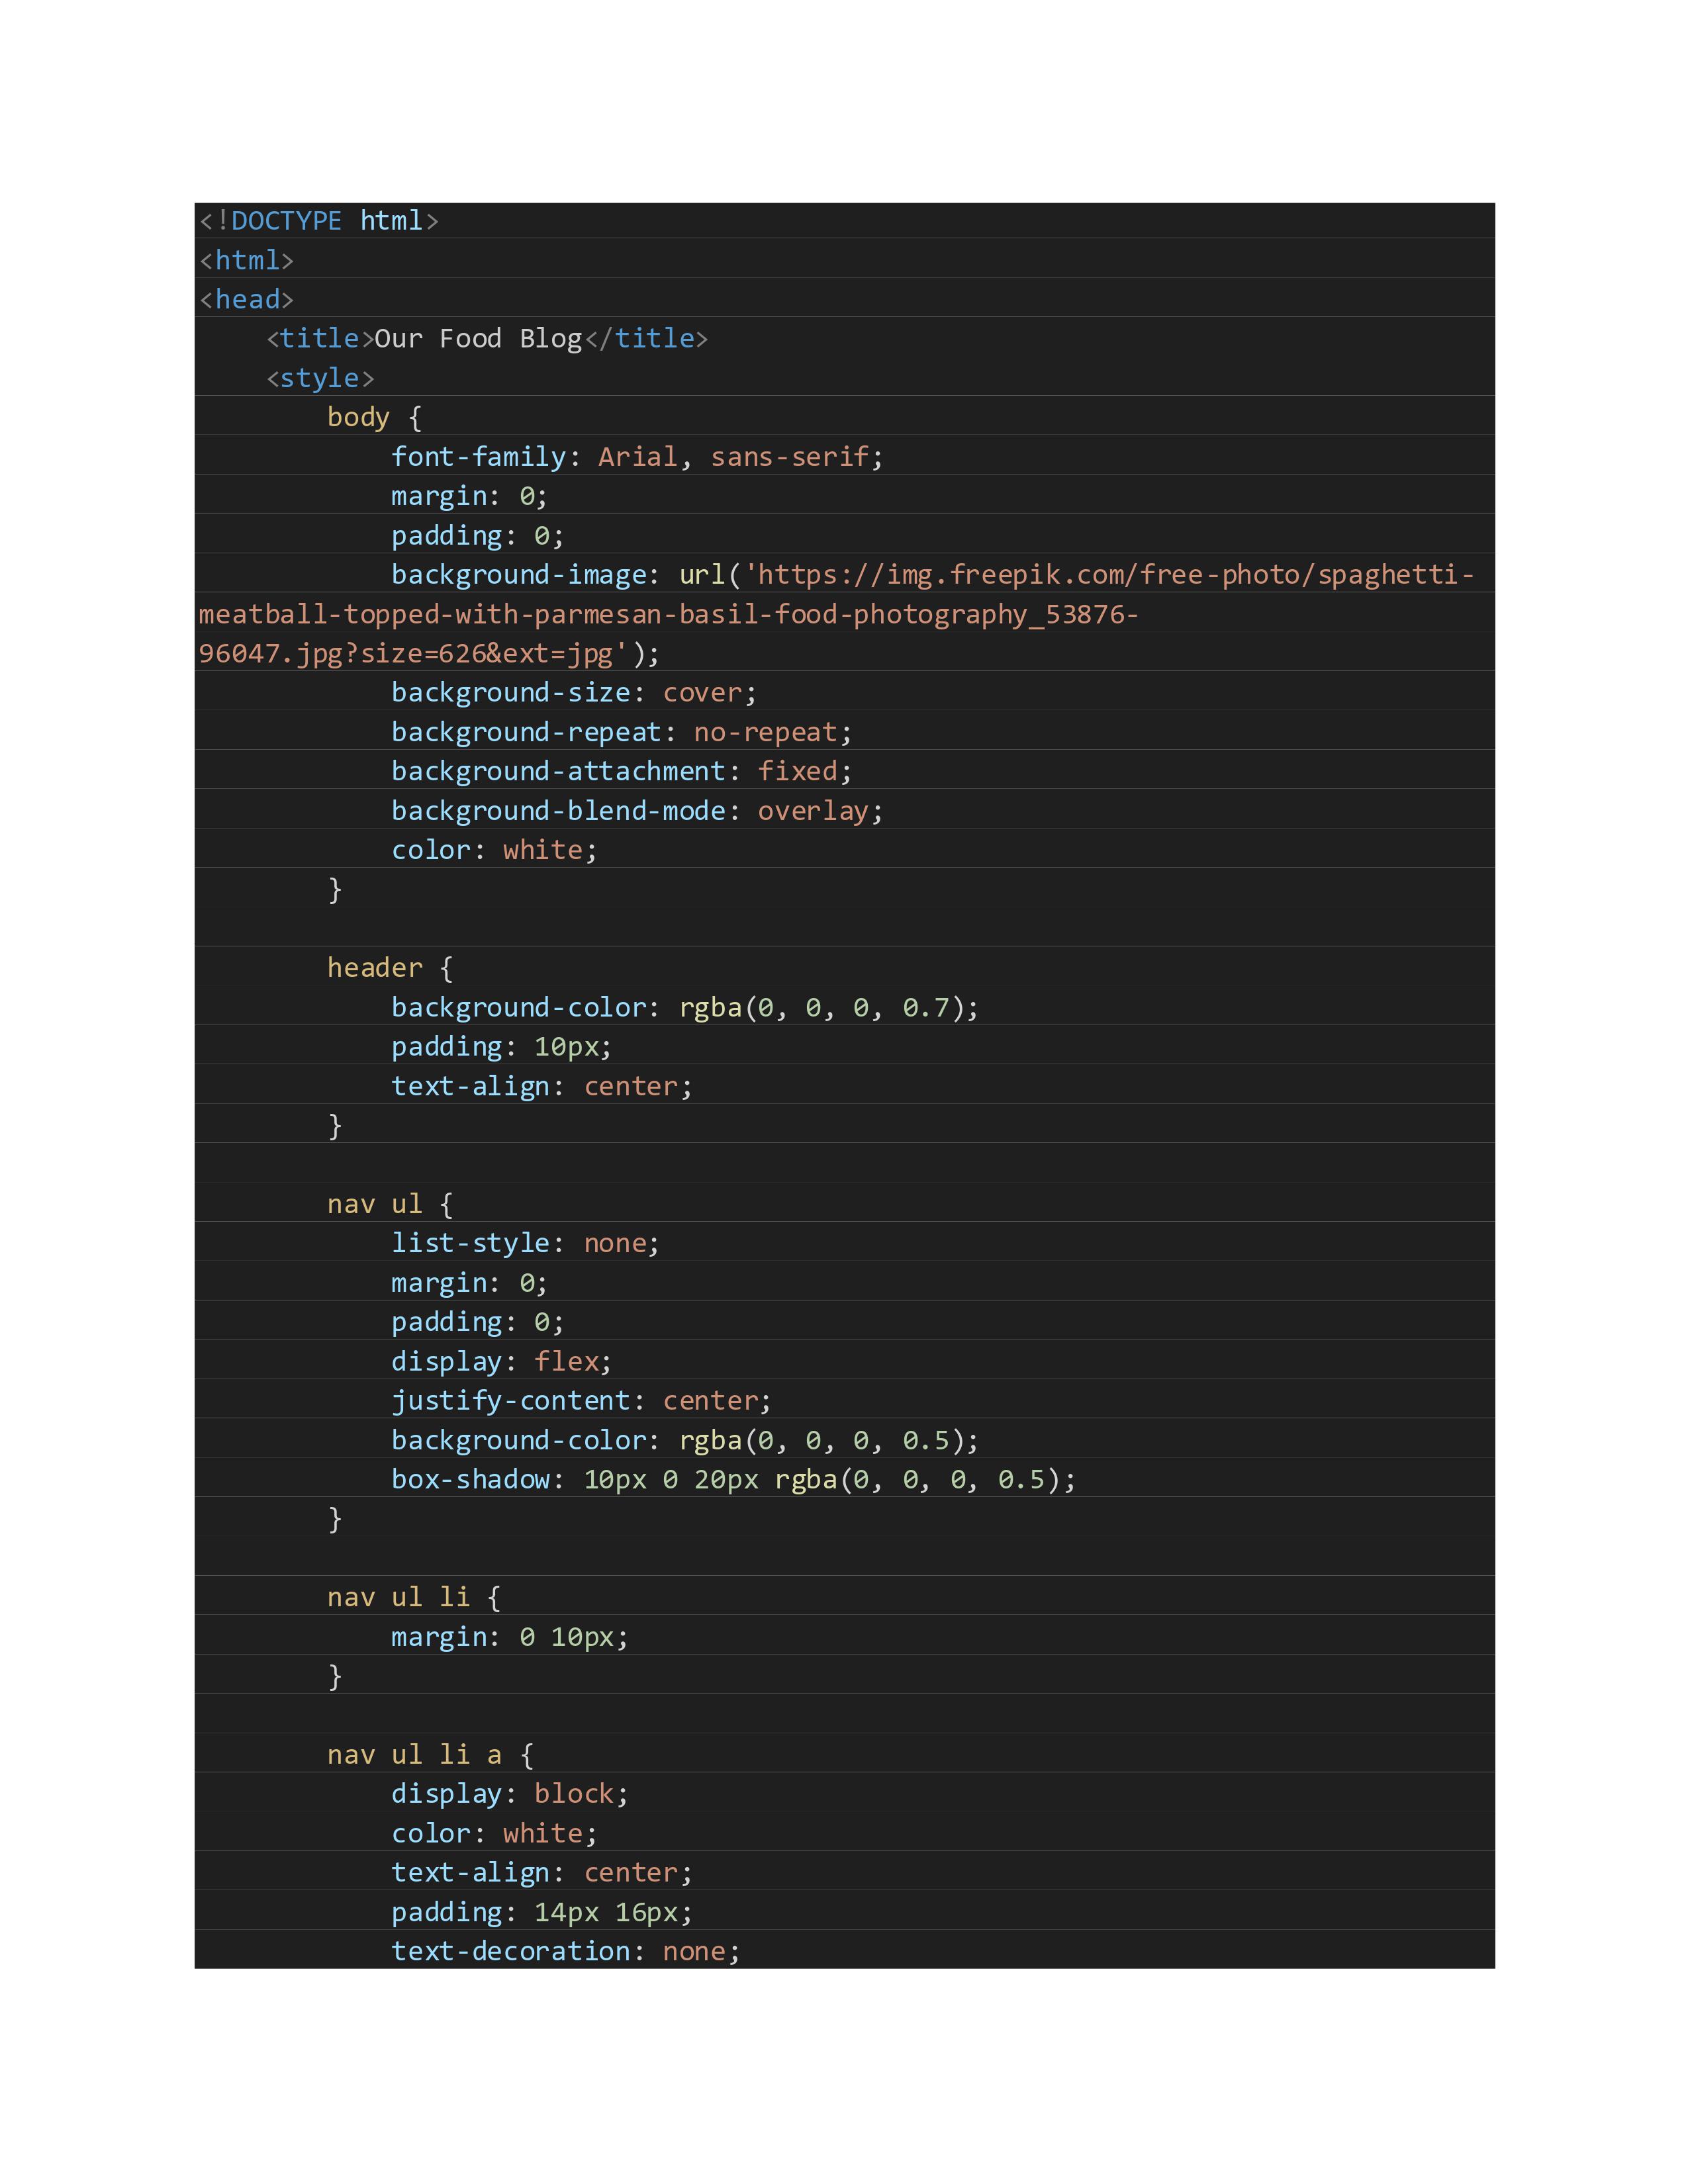 <!DOCTYPE html>
<html>
<head>
    <title>Our Food Blog</title>
    <style>
        body {
            font-family: Arial, sans-serif;
            margin: 0;
            padding: 0;
            background-image: url('https://img.freepik.com/free-photo/spaghetti-
meatball-topped-with-parmesan-basil-food-photography_53876-
96047.jpg?size=626&ext=jpg');
            background-size: cover;
            background-repeat: no-repeat;
            background-attachment: fixed;
            background-blend-mode: overlay;
            color: white;
        }

        header {
            background-color: rgba(0, 0, 0, 0.7);
            padding: 10px;
            text-align: center;
        }

        nav ul {
            list-style: none;
            margin: 0;
            padding: 0;
            display: flex;
            justify-content: center;
            background-color: rgba(0, 0, 0, 0.5);
            box-shadow: 10px 0 20px rgba(0, 0, 0, 0.5);
        }

        nav ul li {
            margin: 0 10px;
        }

        nav ul li a {
            display: block;
            color: white;
            text-align: center;
            padding: 14px 16px;
            text-decoration: none;